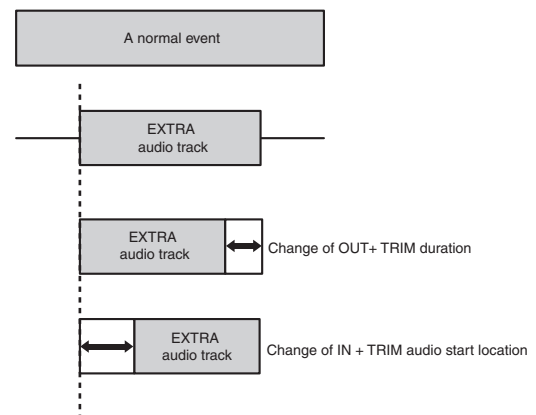 A normal event
EXTRA
audio track
EXTRA
audio track
Change of OUT+ TRIM duration
EXTRA
audio track
Change of IN + TRIM audio start location